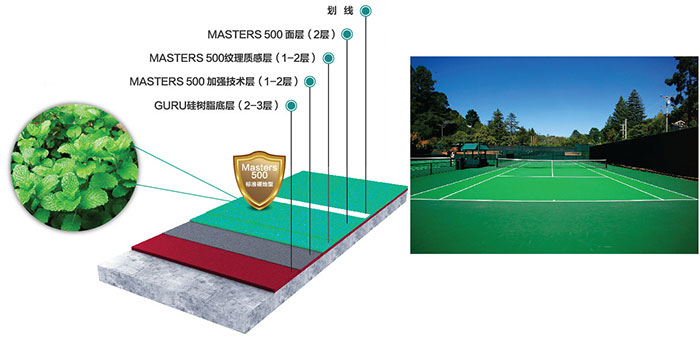 划 线
MASTERS 500 面层（2层）
MASTERS 500纹理质感层（1-2层）
MASTERS 500 加强技术层（1-2层）
GURU硅树脂底层（2-3层）
Masters
500
标准硬地型